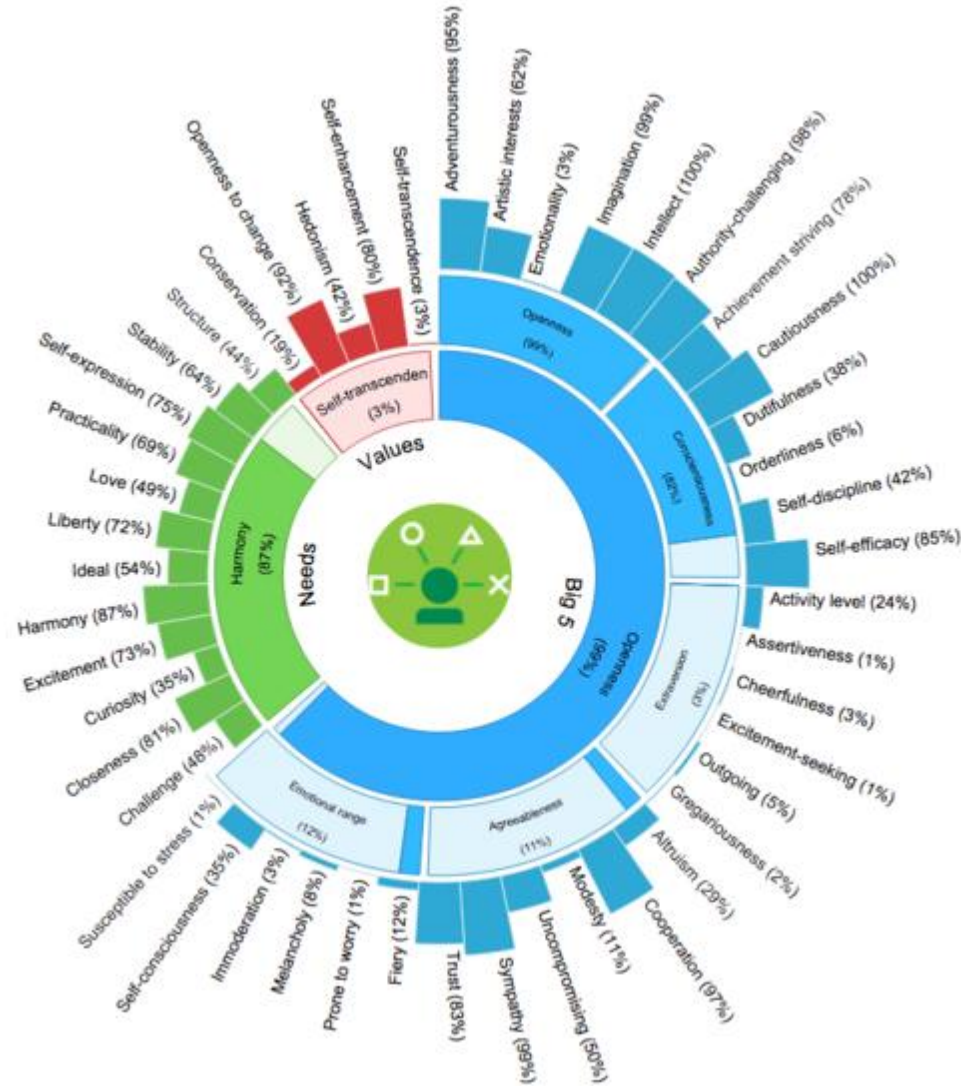 Adventurousness (95%)
Artistic interests (62%)
Emotionality (3%)
Imagination (99%)
Intellect (100%)
Authority-challenging (98%)
Achievement striving (78%)
Cautiousness (100%)
Dutifulness (38%)
Orderliness (6%)
Self-discipline (42%)
Self-efficacy (85%)
Activity level (24%)
Assertiveness (1%)
Cheerfulness (3%)
Excitement-seeking (1%)
Outgoing (5%)
Gregariousness (2%)
Altruism (29%)
Cooperation (97%)
Modesty (11%)
Uncompromising (50%)
Sympathy (99%)
Trust (83%)
Fiery (12%)
Prone to worry (1%)
Melancholy (8%)
Immoderation (3%)
Self-consciousness (35%)
Susceptible to stress (1%)
Challenge (48%)
Closeness (81%)
Curiosity (35%)
Excitement (73%)
Harmony (87%)
Ideal (54%)
Liberty (72%)
Love (49%)
Practicality (69%)
Self-expression (75%)
Stability (64%)
Structure (44%)
Conservation (19%)
Openness to change (92%)
Hedonism (42%)
Self-enhancement (80%)
Self-transcendence (3%)
Openness
(99%)
Conscientiousness
(82%)
Extraversion
(3%)
Agreeableness
(11%)
Emotional range
(12%)
Harmony
(87%)
Self-transcenden
(3%)
Openness
(99%)
Big 5
Needs
Values